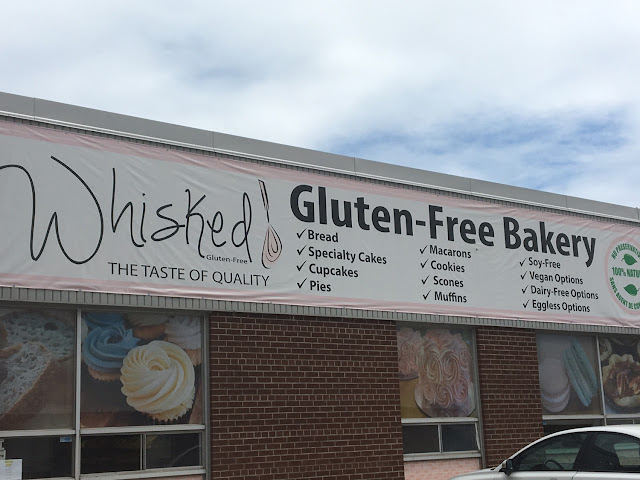 Whisked!
Gluten-Free
THE TASTE OF QUALITY
Gluten-Free Bakery
✓ Bread
✓ Specialty Cakes
✓ Cupcakes
✓ Pies
✓ Macarons
✓ Cookies
✓ Scones
✓ Muffins
✓ Soy-Free
✓ Vegan Options
✓ Dairy-Free Options
✓ Eggless Options
100% NATU